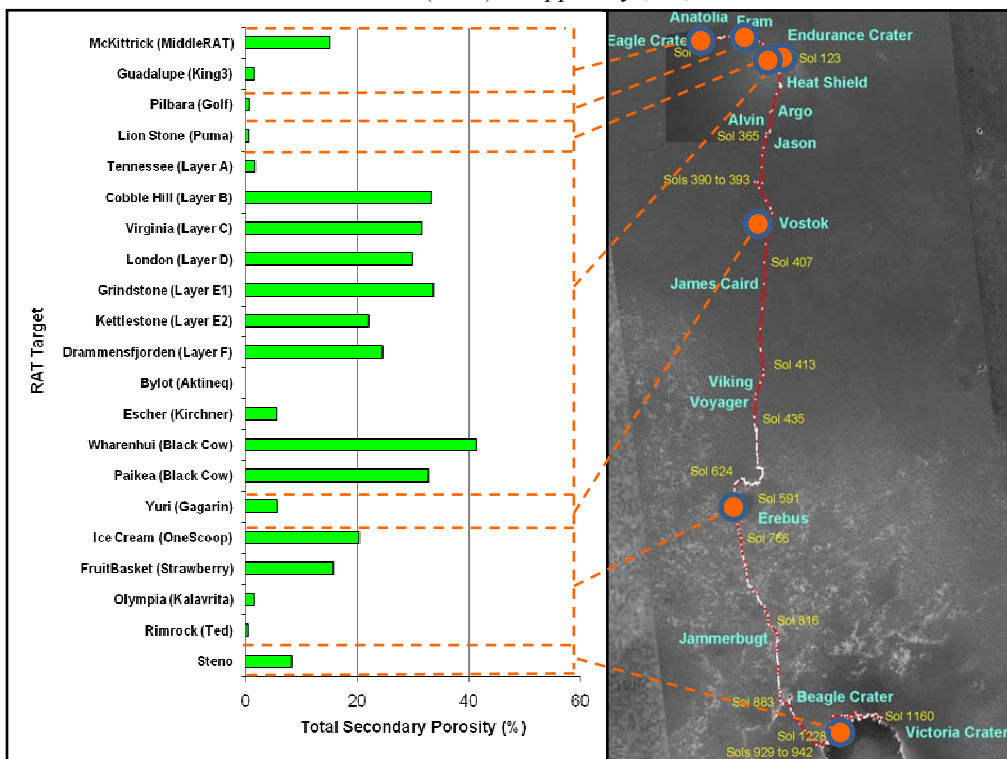 McKittrick (MiddleRAT)
Guadalupe (King3)
Pilbara (Golf)
Lion Stone (Puma)
Tennessee (Layer A)
Cobble Hill (Layer B)
Virginia (Layer C)
London (Layer D)
Grindstone (Layer E1)
Kettlestone (Layer E2)
Drammensfjorden (Layer F)
Bylot (Aktineq)
Escher (Kirchner)
Wharenhui (Black Cow)
Paikea (Black Cow)
Yuri (Gagarin)
Ice Cream (OneScoop)
FruitBasket (Strawberry)
Olympia (Kalavrita)
Rimrock (Ted)
Steno
RAT Target
0 20 40 60
Total Secondary Porosity (%)
Anatolia Fram
Eagle Crater
Endurance Crater
Sol
Sol 123
Heat Shield
Argo
Alvin
Sol 365
Jason
Sols 390 to 393
Vostok
Sol 407
James Caird
Sol 413
Viking
Voyager
Sol 435
Sol 624
Sol 591
Erebus
Sol 766
Sol 816
Jammerbugt
Beagle Crater
Sol 883
Sol 1160
Sol 1228
Victoria Crater
Sols 929 to 942